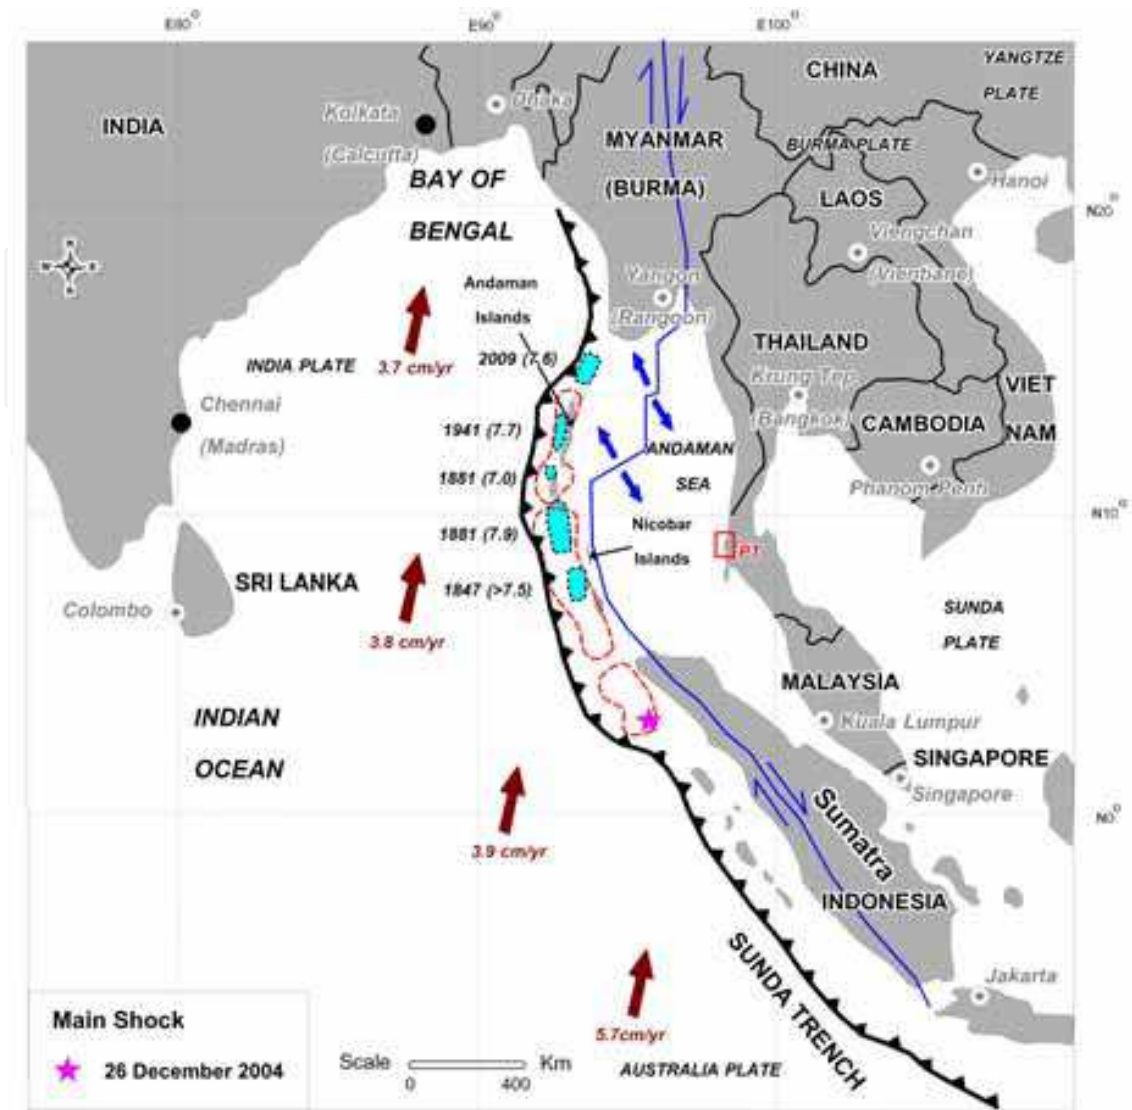 E80°
E90°
E100°
CHINA
YANGTZE
PLATE
INDIA
Kolkata
(Calcutta)
Dhaka
MYANMAR
(BURMA)
BURMA PLATE
Hanoi
LAOS
BAY OF
BENGAL
N20°
Viengchan
(Vientiane)
N
W
E
S
Andaman
Islands
Yangon
(Rangoon)
THAILAND
2009 (7.6)
INDIA PLATE
3.7 cm/yr
Krung Tep
(Bangkok)
VIET
NAM
CAMBODIA
Chennai
(Madras)
1941 (7.7)
ANDAMAN
SEA
1881 (7.0)
Phanom Penh
N10°
1881 (7.9)
Nicobar
Islands
PT
SRI LANKA
1847 (>7.5)
Colombo
3.8 cm/yr
SUNDA
PLATE
MALAYSIA
INDIAN
OCEAN
Kuala Lumpur
SINGAPORE
Singapore
N0°
Sumatra
3.9 cm/yr
INDONESIA
SUNDA TRENCH
Jakarta
5.7cm/yr
Main Shock
26 December 2004
Scale
Km
0
400
AUSTRALIA PLATE